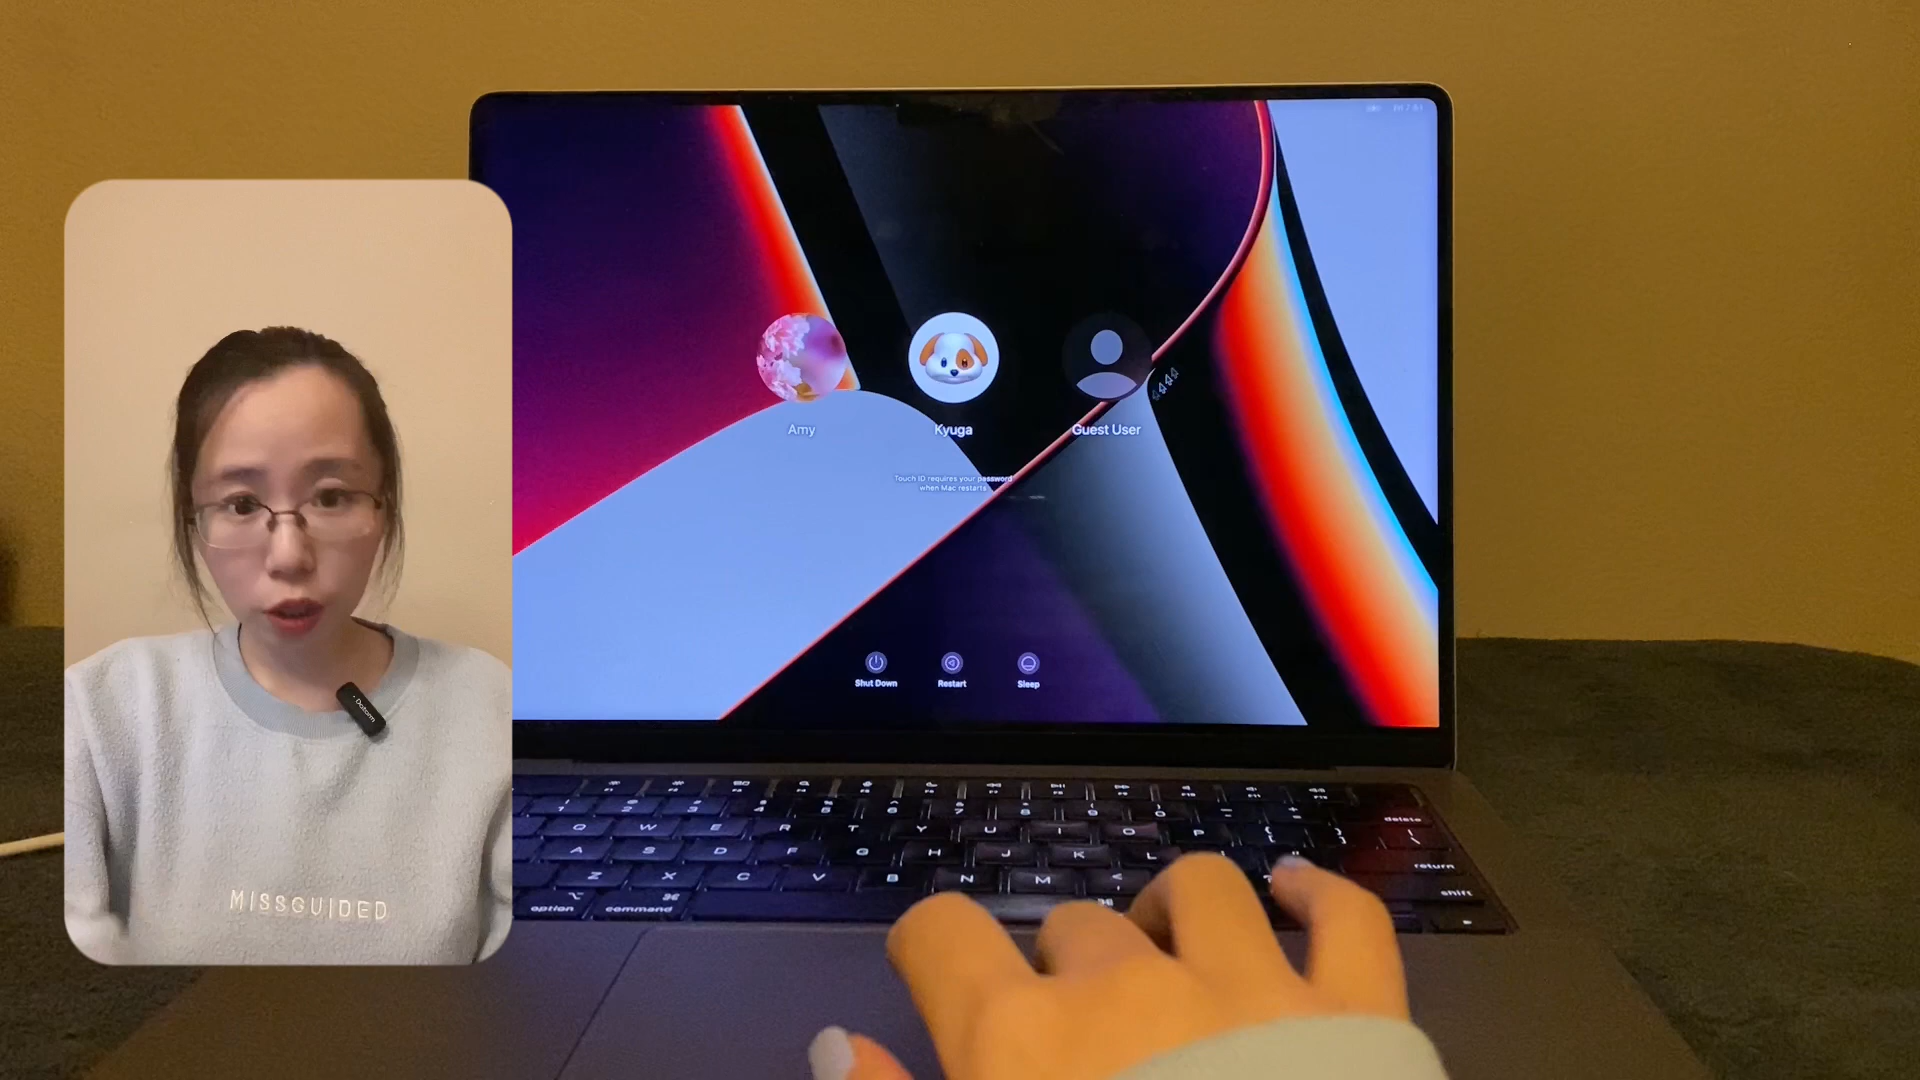 Amy
Kyuga
Guest User
Touch ID requires your password
when Mac restarts
Shut Down
Restart
Sleep
Dotorm
MISSGUIDED
delete
Q W E R T Y U I O P
return
A S D F G H J K L
shift
Z X C V B N M
option
command